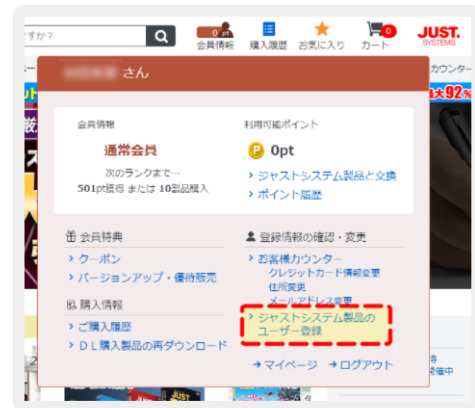 すか?
0 pt
会員情報
購入履歴
お気に入り
0
カート
JUST.
SYSTEMS
さん
カウンター
最大92%
会員情報
通常会員
次のランクまで…
501pt獲得 または 10製品購入
利用可能ポイント
P 0pt
› ジャストシステム製品と交換
› ポイント履歴
会員特典
› クーポン
› バージョンアップ・優待販売
購入情報
› ご購入履歴
› DL購入製品の再ダウンロード
登録情報の確認・変更
› お客様カウンター
クレジットカード情報変更
住所変更
メールアドレス変更
› ジャストシステム製品の
ユーザー登録
→マイページ →ログアウト